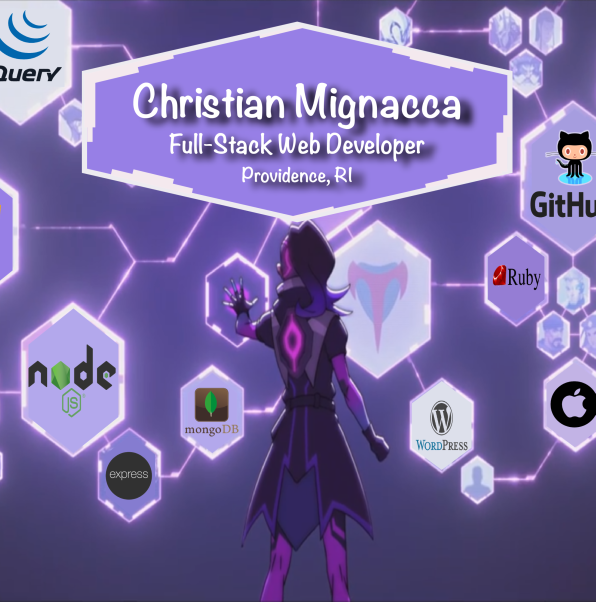 Query
Christian Mignacca
Full-Stack Web Developer
Providence, RI
GitHu
Ruby
node
JS
mongoDB
WORDPRESS
express